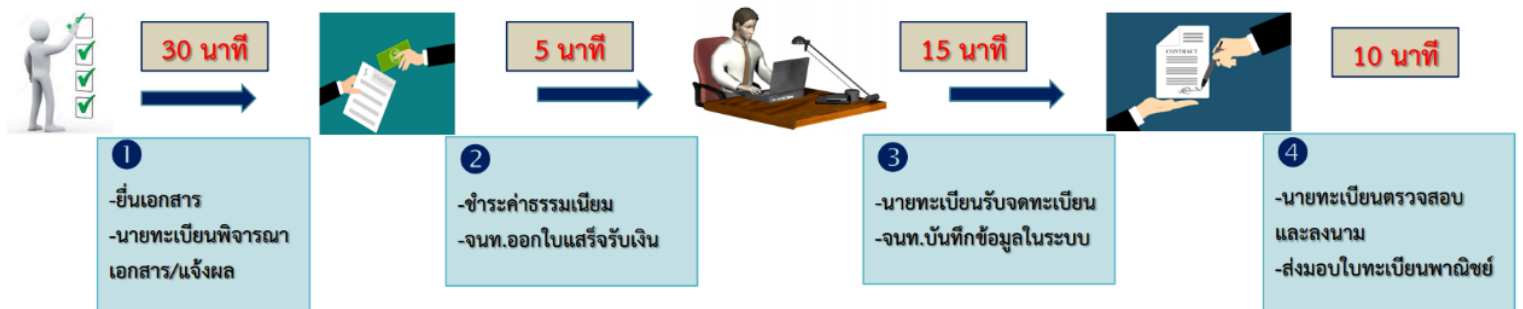 30 นาที
5 นาที
15 นาที
10 นาที
CONTRACT
❶
-ยื่นเอกสาร
-นายทะเบียนพิจารณา
เอกสาร/แจ้งผล
❷
-ชำระค่าธรรมเนียม
-จนท.ออกใบเสร็จรับเงิน
❸
-นายทะเบียนรับจดทะเบียน
-จนท.บันทึกข้อมูลในระบบ
❹
-นายทะเบียนตรวจสอบ
และลงนาม
-ส่งมอบใบทะเบียนพาณิชย์